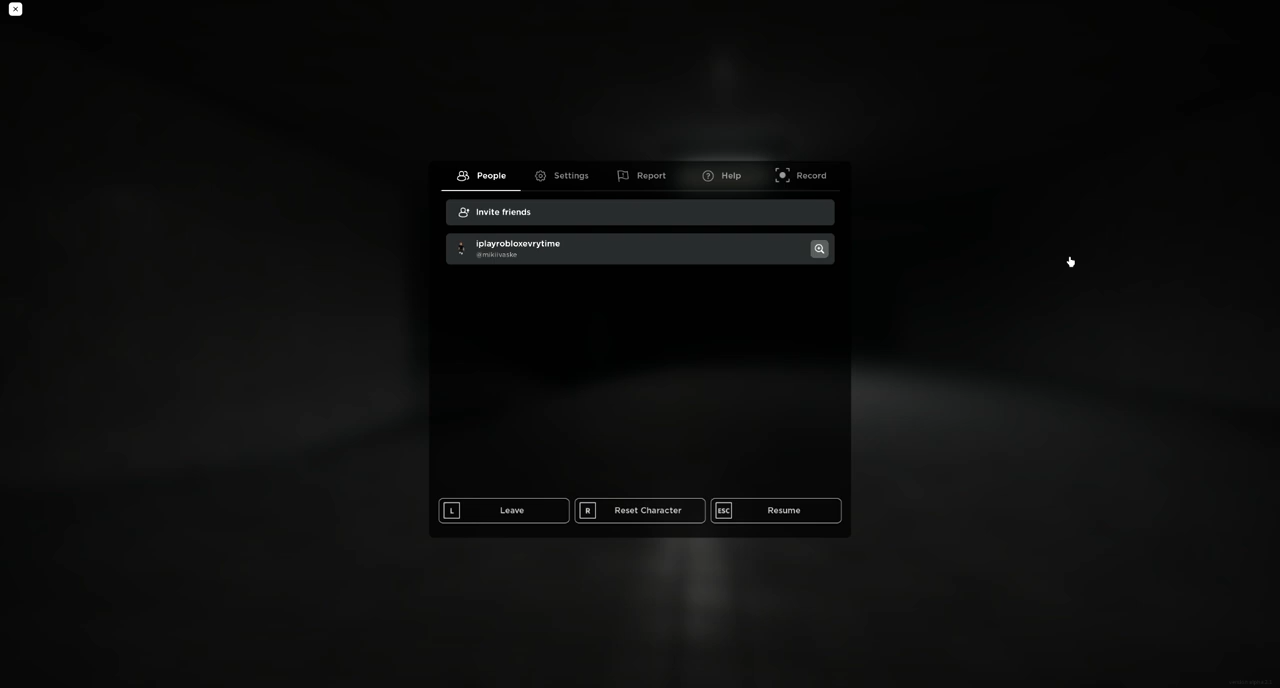 People
Settings
Report
Help
Record
Invite friends
iplayrobloxevrytime
@mikiivaske
L
Leave
R
Reset Character
ESC
Resume